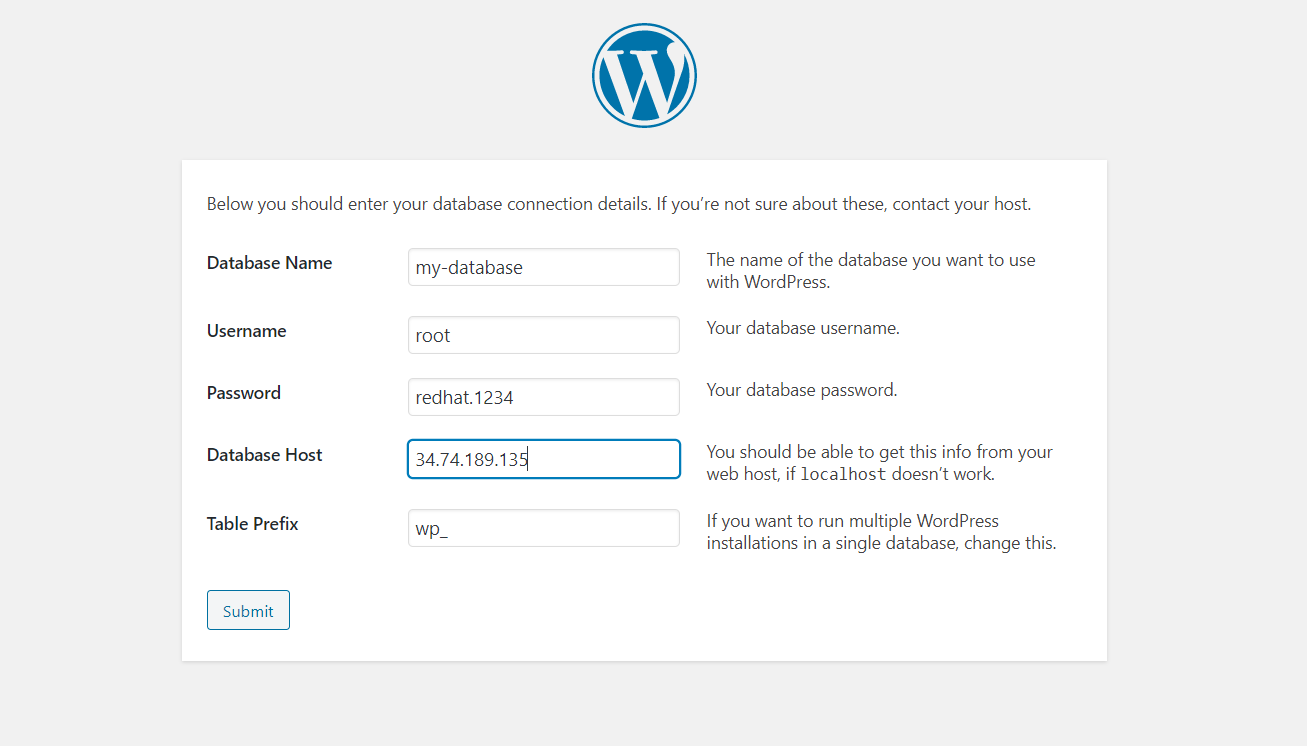 Below you should enter your database connection details. If you’re not sure about these, contact your host.
Database Name
my-database
The name of the database you want to use
with WordPress.
Username
root
Your database username.
Password
redhat.1234
Your database password.
Database Host
34.74.189.135
You should be able to get this info from your
web host, if localhost doesn’t work.
Table Prefix
wp_
If you want to run multiple WordPress
installations in a single database, change this.
Submit